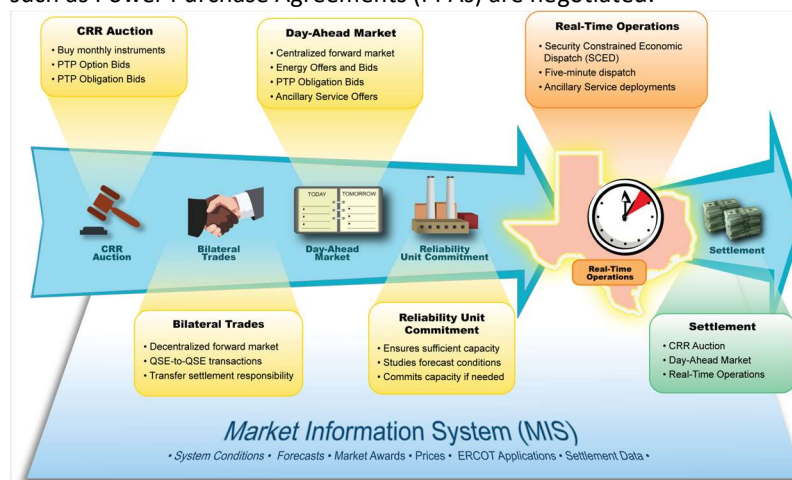 such as Power Purchase Agreements (PPAs) are negotiated.
CRR Auction
• Buy monthly instruments
• PTP Option Bids
• PTP Obligation Bids
Day-Ahead Market
• Centralized forward market
• Energy Offers and Bids
• PTP Obligation Bids
• Ancillary Service Offers
Real-Time Operations
• Security Constrained Economic
Dispatch (SCED)
• Five-minute dispatch
• Ancillary Service deployments
TODAY
TOMORROW
CRR
Auction
Bilateral
Trades
Day-Ahead
Market
Reliability
Unit Commitment
Real-Time
Operations
Settlement
Bilateral Trades
• Decentralized forward market
• QSE-to-QSE transactions
• Transfer settlement responsibility
Reliability Unit
Commitment
• Ensures sufficient capacity
• Studies forecast conditions
• Commits capacity if needed
Settlement
• CRR Auction
• Day-Ahead Market
• Real-Time Operations
Market Information System (MIS)
• System Conditions • Forecasts • Market Awards • Prices • ERCOT Applications • Settlement Data •